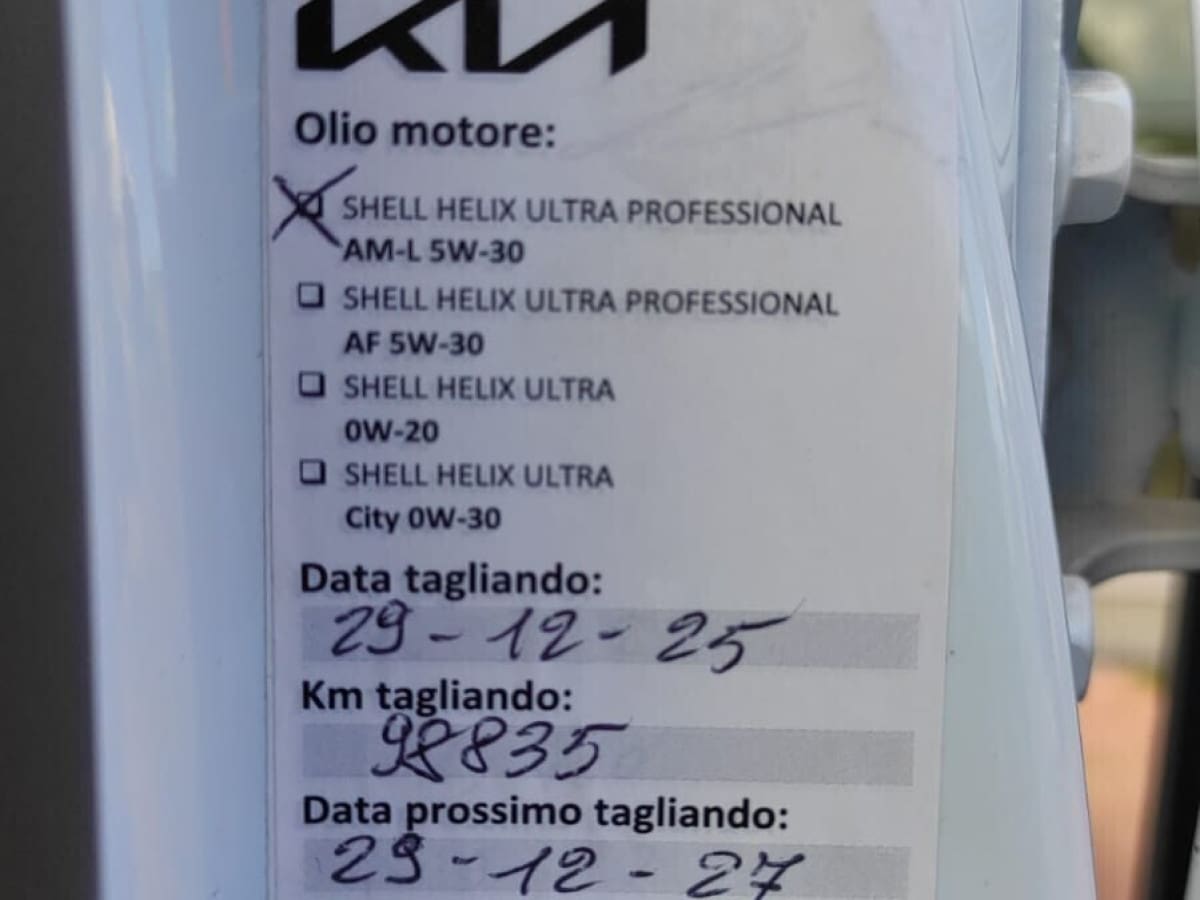 KIA
Olio motore:
SHELL HELIX ULTRA PROFESSIONAL
AM-L 5W-30
SHELL HELIX ULTRA PROFESSIONAL
AF 5W-30
SHELL HELIX ULTRA
0W-20
SHELL HELIX ULTRA
City 0W-30
Data tagliando:
29-12-25
Km tagliando:
98835
Data prossimo tagliando:
29-12-27